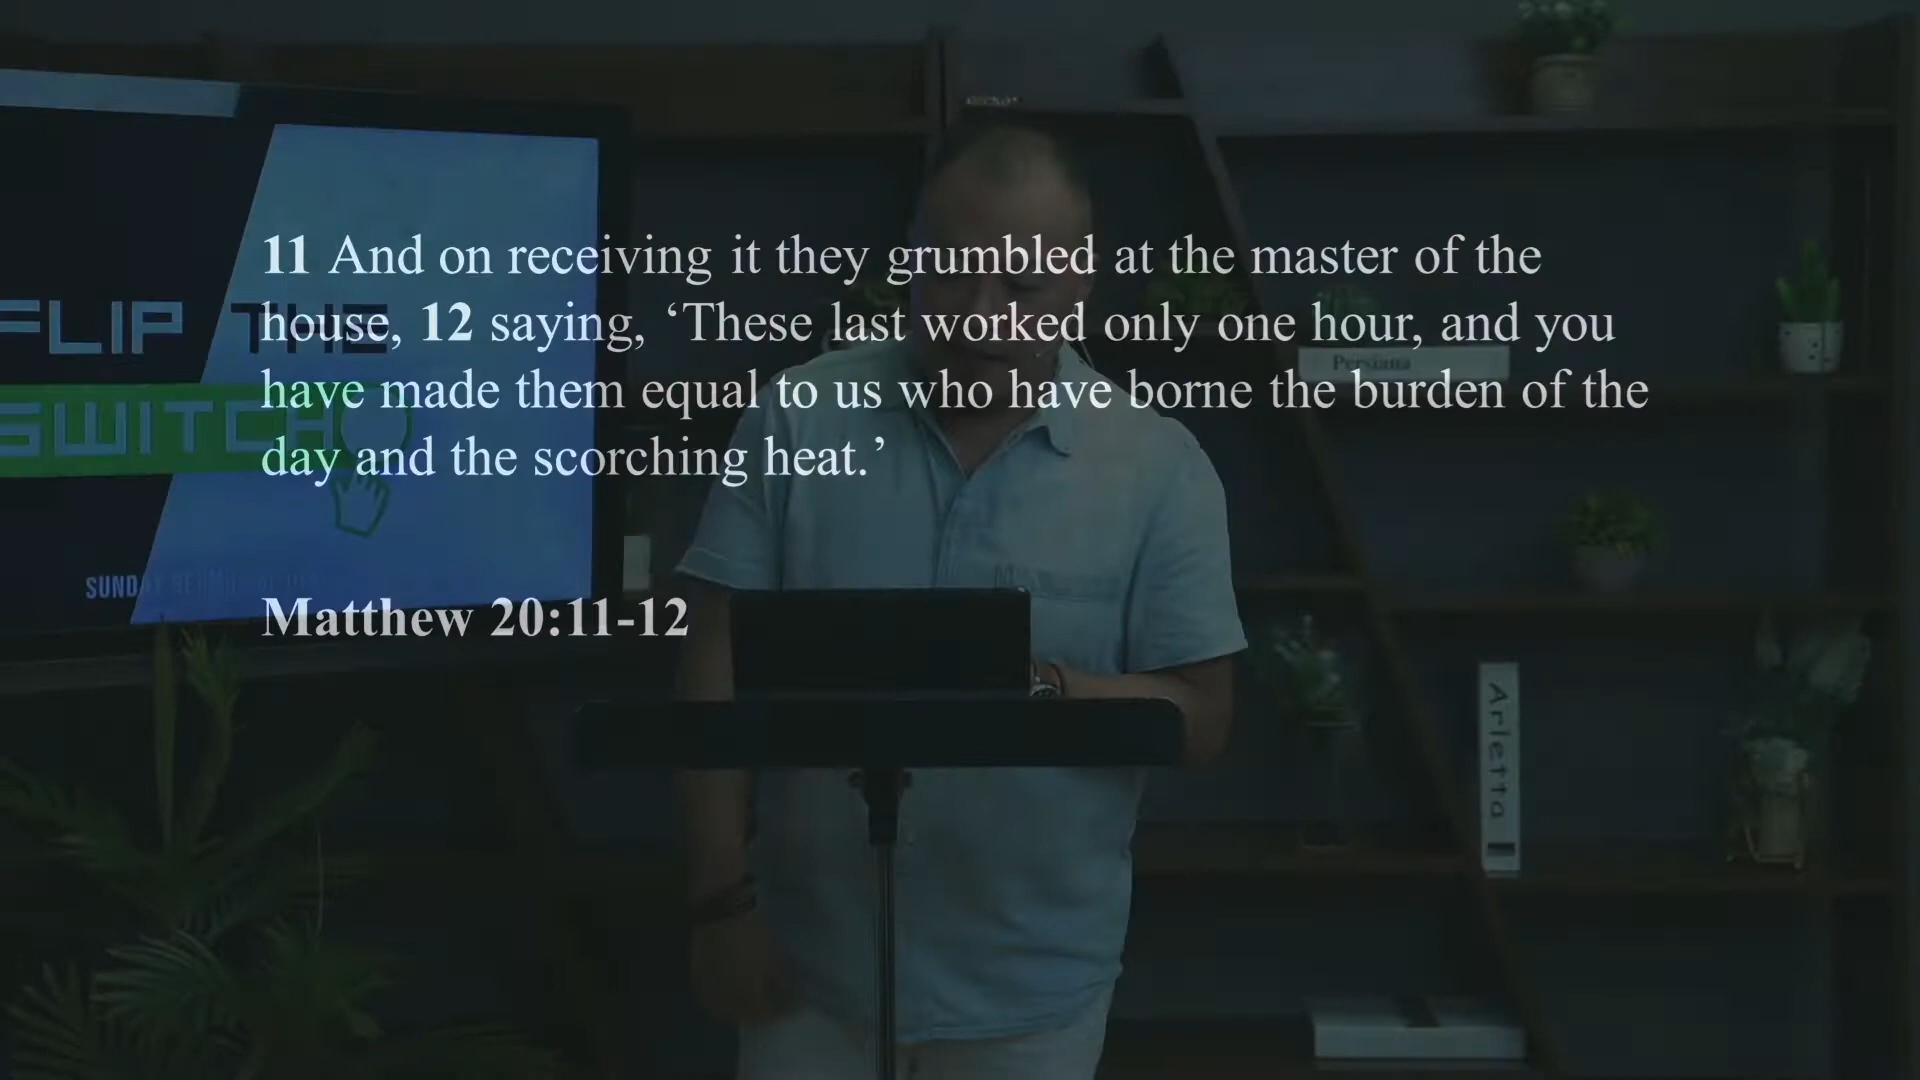 11 And on receiving it they grumbled at the master of the
house, 12 saying, ‘These last worked only one hour, and you
have made them equal to us who have borne the burden of the
day and the scorching heat.’
Matthew 20:11-12
FLIP THE
SWITCH
Persiana
Arletta